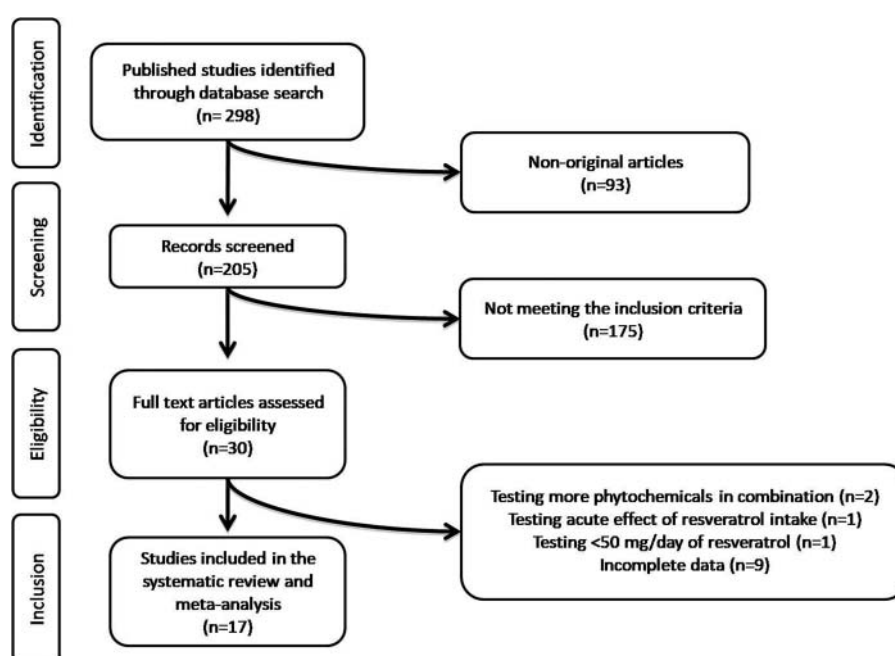 Identification
Published studies identified
through database search
(n= 298)
Non-original articles
(n=93)
Screening
Records screened
(n=205)
Not meeting the inclusion criteria
(n=175)
Eligibility
Full text articles assessed
for eligibility
(n=30)
Testing more phytochemicals in combination (n=2)
Testing acute effect of resveratrol intake (n=1)
Testing <50 mg/day of resveratrol (n=1)
Incomplete data (n=9)
Inclusion
Studies included in the
systematic review and
meta-analysis
(n=17)